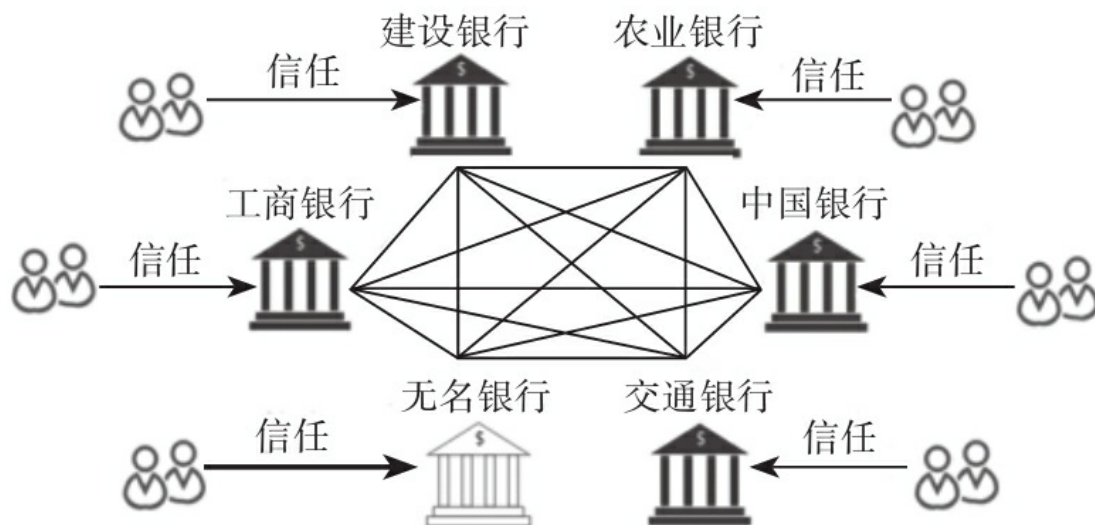 建设银行
农业银行
信任
信任
工商银行
中国银行
信任
信任
无名银行
交通银行
信任
信任